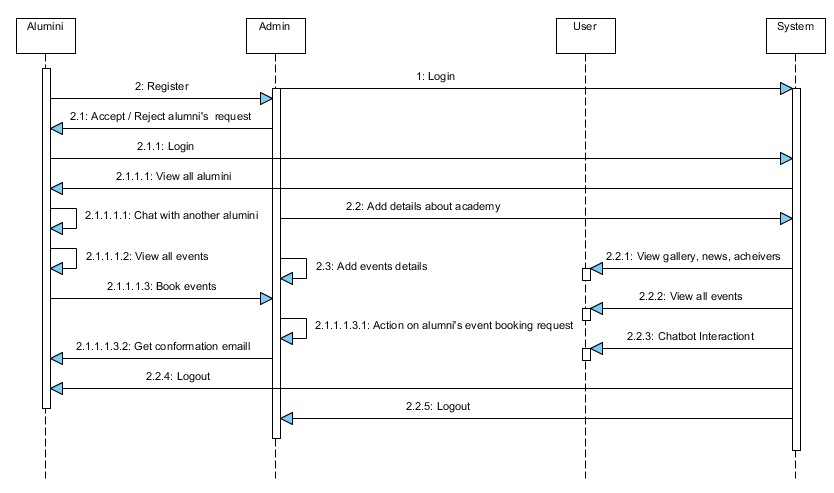 Alumini
Admin
User
System
1: Login
2: Register
2.1: Accept / Reject alumni's request
2.1.1: Login
2.1.1.1: View all alumini
2.2: Add details about academy
2.1.1.1.1: Chat with another alumini
2.1.1.1.2: View all events
2.2.1: View gallery, news, acheivers
2.3: Add events details
2.1.1.1.3: Book events
2.2.2: View all events
2.1.1.1.3.1: Action on alumni's event booking request
2.2.3: Chatbot Interactiont
2.1.1.1.3.2: Get conformation emaill
2.2.4: Logout
2.2.5: Logout